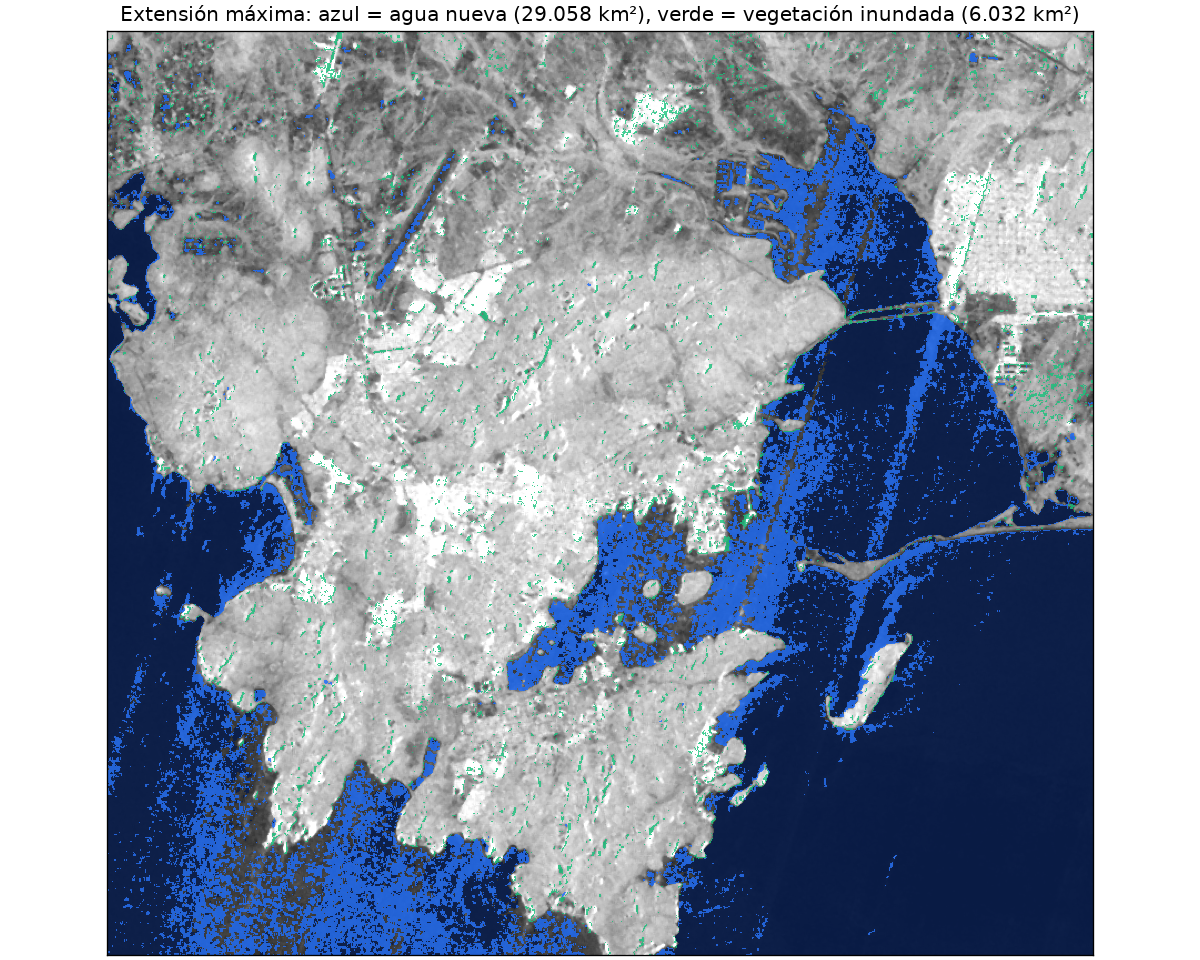 Extensión máxima: azul = agua nueva (29.058 km²), verde = vegetación inundada (6.032 km²)